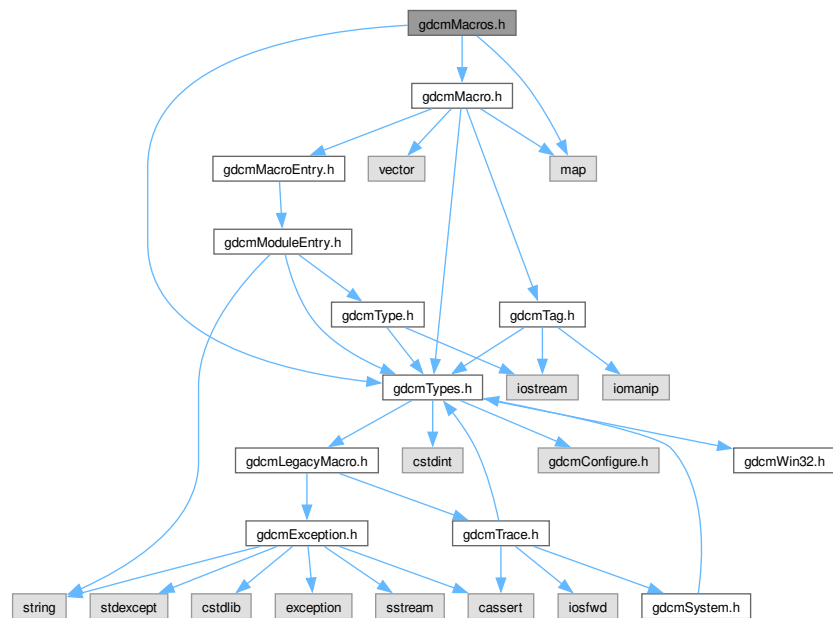 gdcmMacros.h
gdcmMacro.h
gdcmMacroEntry.h
vector
map
gdcmModuleEntry.h
gdcmType.h
gdcmTag.h
gdcmTypes.h
iostream
iomanip
gdcmLegacyMacro.h
cstdint
gdcmConfigure.h
gdcmWin32.h
gdcmException.h
gdcmTrace.h
string
stdexcept
cstdlib
exception
sstream
cassert
iosfwd
gdcmSystem.h